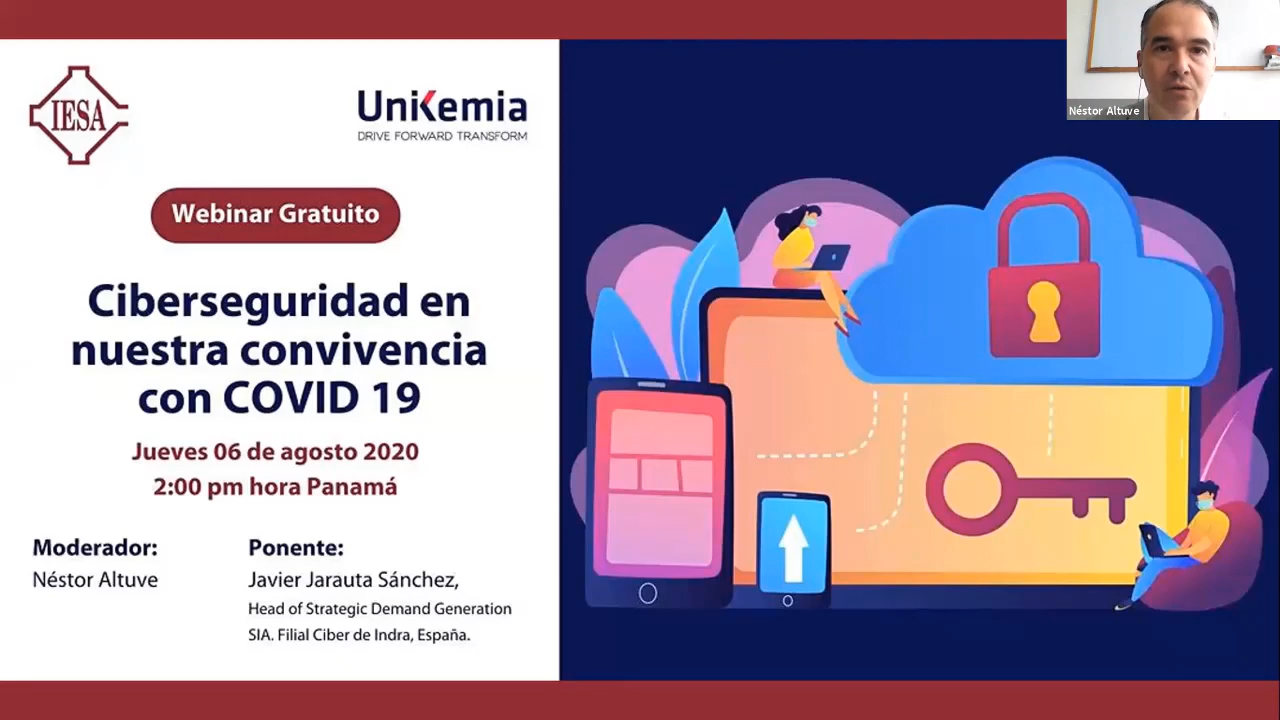 IESA
UniKemia
DRIVE FORWARD TRANSFORM
Webinar Gratuito
Ciberseguridad en
nuestra convivencia
con COVID 19
Jueves 06 de agosto 2020
2:00 pm hora Panamá
Moderador:
Néstor Altuve
Ponente:
Javier Jarauta Sánchez,
Head of Strategic Demand Generation
SIA. Filial Ciber de Indra, España.
Néstor Altuve